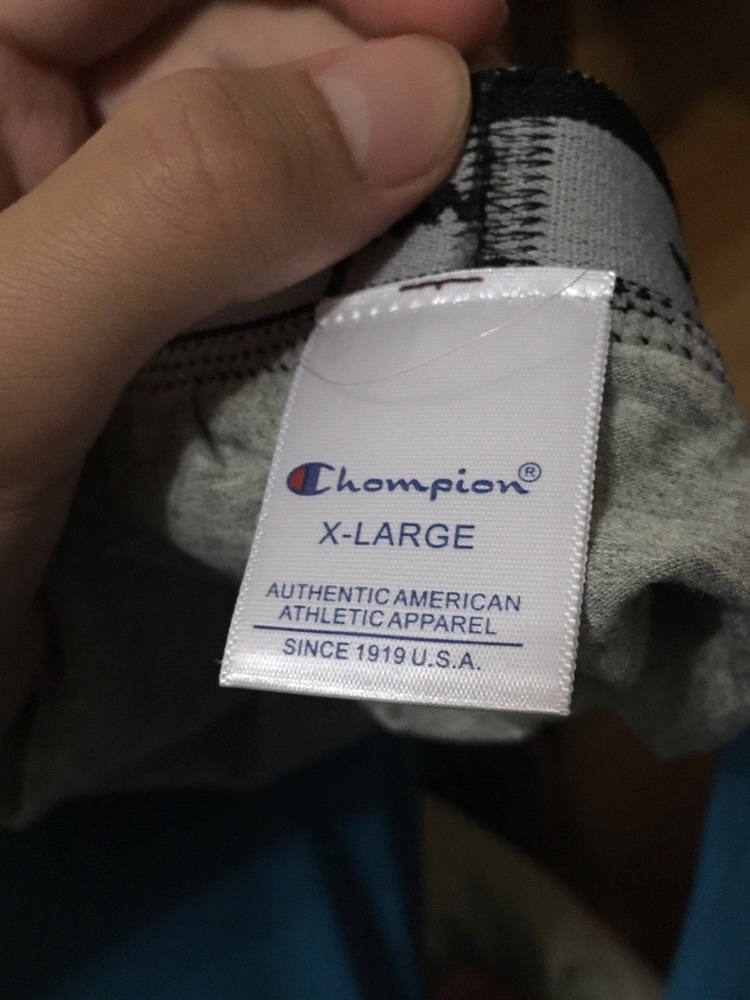 Chompion®
X-LARGE
AUTHENTIC AMERICAN
ATHLETIC APPAREL
SINCE 1919 U.S.A.